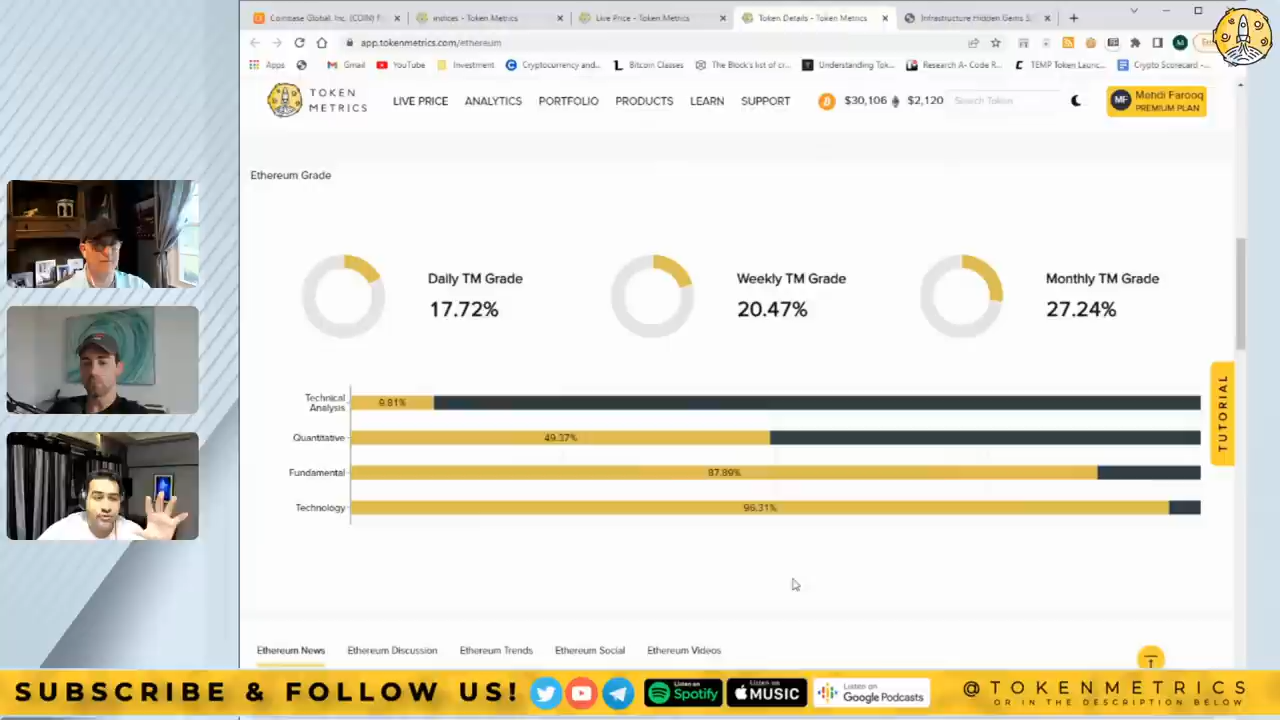 Coinbase Global, Inc. (COIN) f
indices - Token Metrics
Live Price - Token Metrics
Token Details - Token Metrics
Infrastructure Hidden Gems S
app.tokenmetrics.com/ethereum
Apps
Gmail
YouTube
Investment
Cryptocurrency and...
Bitcoin Classes
The Block's list of cr...
Understanding Tok...
Research A- Code R...
TEMP Token Launc...
Crypto Scorecard -...
TOKEN METRICS
LIVE PRICE
ANALYTICS
PORTFOLIO
PRODUCTS
LEARN
SUPPORT
$30,106
$2,120
Search Token
MF
Mehdi Farooq
PREMIUM PLAN
Ethereum Grade
Daily TM Grade
17.72%
Weekly TM Grade
20.47%
Monthly TM Grade
27.24%
Technical Analysis
9.81%
Quantitative
49.37%
Fundamental
87.89%
Technology
96.31%
TUTORIAL
Ethereum News
Ethereum Discussion
Ethereum Trends
Ethereum Social
Ethereum Videos
SUBSCRIBE & FOLLOW US!
Listen on
Spotify
Listen on
MUSIC
Listen on
Google Podcasts
@TOKENMETRICS
OR IN THE DESCRIPTION BELOW